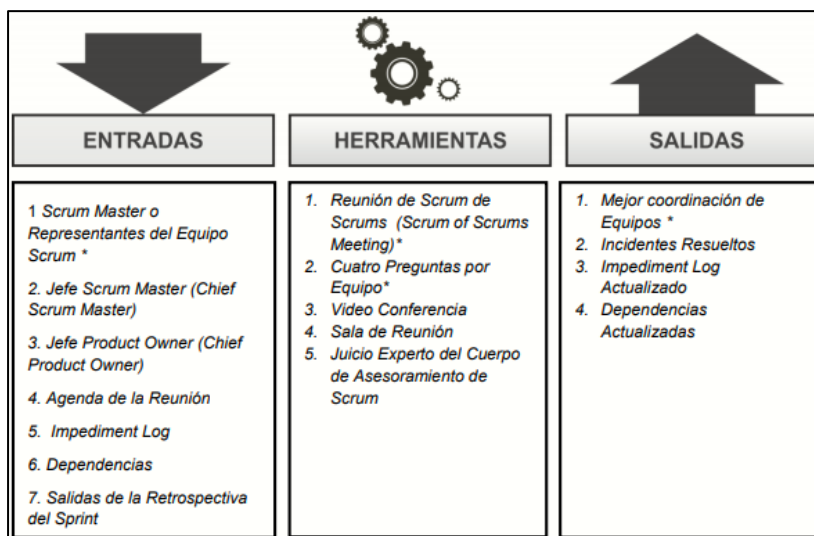 ENTRADAS
1 Scrum Master o
Representantes del Equipo
Scrum *
2. Jefe Scrum Master (Chief
Scrum Master)
3. Jefe Product Owner (Chief
Product Owner)
4. Agenda de la Reunión
5. Impediment Log
6. Dependencias
7. Salidas de la Retrospectiva
del Sprint
HERRAMIENTAS
1. Reunión de Scrum de
Scrums (Scrum of Scrums
Meeting)*
2. Cuatro Preguntas por
Equipo*
3. Video Conferencia
4. Sala de Reunión
5. Juicio Experto del Cuerpo
de Asesoramiento de
Scrum
SALIDAS
1. Mejor coordinación de
Equipos *
2. Incidentes Resueltos
3. Impediment Log
Actualizado
4. Dependencias
Actualizadas